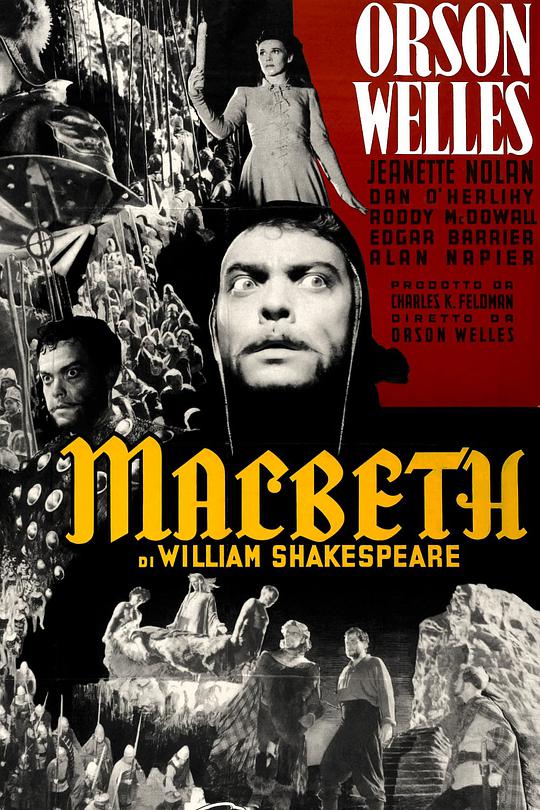 ORSON
WELLES
JEANETTE NOLAN
DAN O'HERLIHY
RODDY McDOWALL
EDGAR BARRIER
ALAN NAPIER
PRODOTTO DA
CHARLES K. FELDMAN
DIRETTO DA
ORSON WELLES
MACBETH
DI WILLIAM SHAKESPEARE